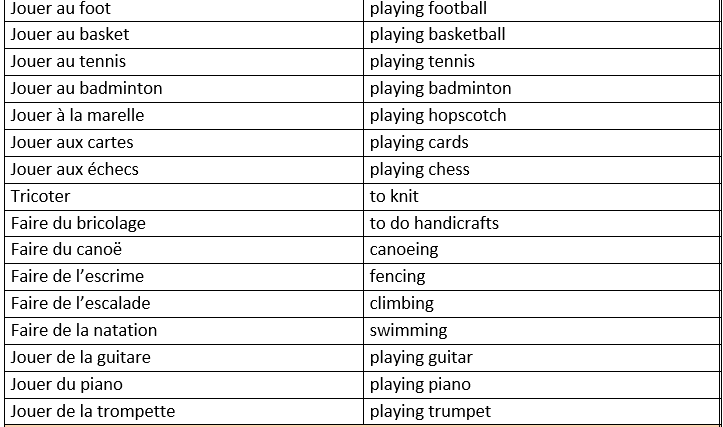 Jouer au foot playing football
Jouer au basket playing basketball
Jouer au tennis playing tennis
Jouer au badminton playing badminton
Jouer à la marelle playing hopscotch
Jouer aux cartes playing cards
Jouer aux échecs playing chess
Tricoter to knit
Faire du bricolage to do handicrafts
Faire du canoë canoeing
Faire de l’escrime fencing
Faire de l’escalade climbing
Faire de la natation swimming
Jouer de la guitare playing guitar
Jouer du piano playing piano
Jouer de la trompette playing trumpet